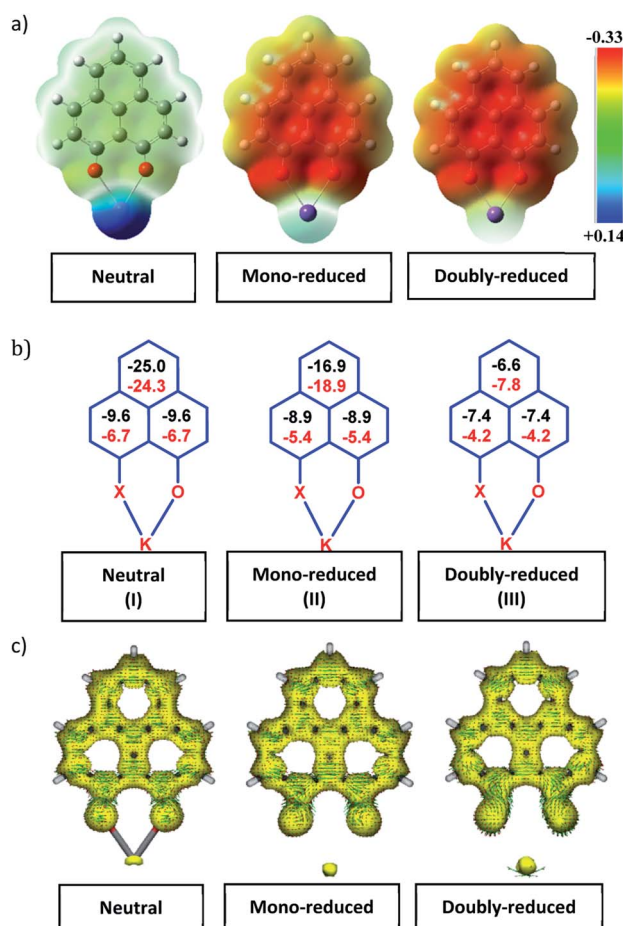 a)
-0.33
+0.14
Neutral
Mono-reduced
Doubly-reduced
b)
-25.0
-24.3
-9.6
-9.6
-6.7
-6.7
X
O
K
Neutral
(I)
-16.9
-18.9
-8.9
-8.9
-5.4
-5.4
X
O
K
Mono-reduced
(II)
-6.6
-7.8
-7.4
-7.4
-4.2
-4.2
X
O
K
Doubly-reduced
(III)
c)
Neutral
Mono-reduced
Doubly-reduced